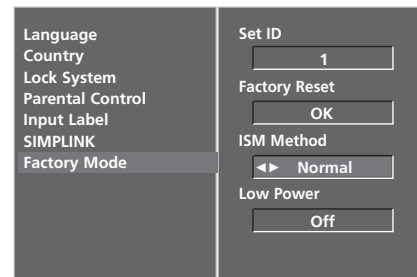 Language
Country
Lock System
Parental Control
Input Label
SIMPLINK
Factory Mode
Set ID
1
Factory Reset
OK
ISM Method
◄► Normal
Low Power
Off